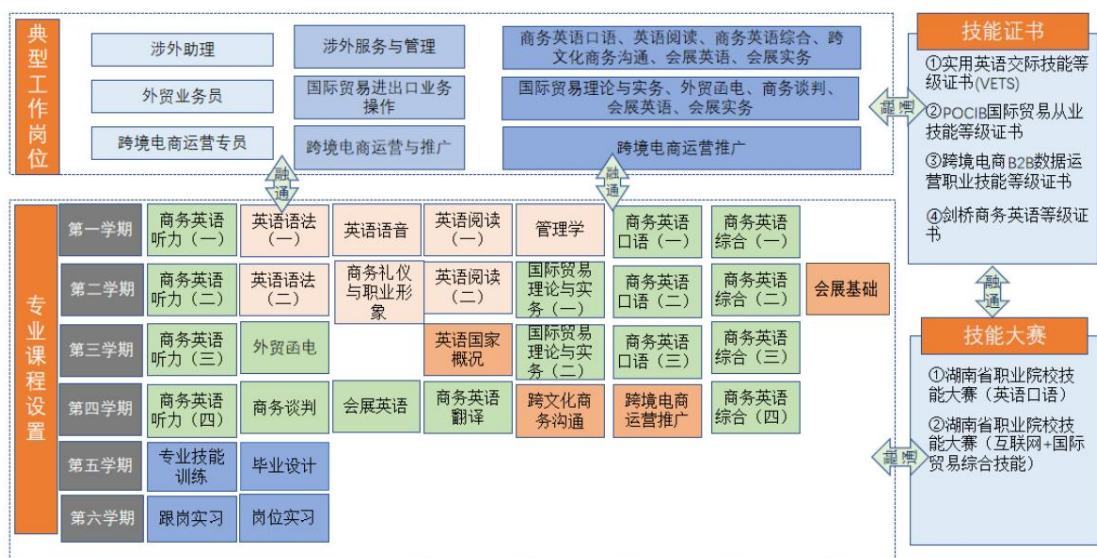 典型工作岗位
涉外助理
涉外服务与管理
商务英语口语、英语阅读、商务英语综合、跨
文化商务沟通、会展英语、会展实务
外贸业务员
国际贸易进出口业务
操作
国际贸易理论与实务、外贸函电、商务谈判、
会展英语、会展实务
跨境电商运营专员
跨境电商运营与推广
跨境电商运营推广
融通
融通
融通
技能证书
①实用英语交际技能等
级证书(VETS)
②POCIB国际贸易从业
技能等级证书
③跨境电商B2B数据运
营职业技能等级证书
④剑桥商务英语等级证
书
融通
专业课程设置
第一学期
商务英语
听力（一）
英语语法
（一）
英语语音
英语阅读
（一）
管理学
商务英语
口语（一）
商务英语
综合（一）
第二学期
商务英语
听力（二）
英语语法
（二）
商务礼仪
与职业形
象
英语阅读
（二）
国际贸易
理论与实
务（一）
商务英语
口语（二）
商务英语
综合（二）
会展基础
第三学期
商务英语
听力（三）
外贸函电
英语国家
概况
国际贸易
理论与实
务（二）
商务英语
口语（三）
商务英语
综合（三）
第四学期
商务英语
听力（四）
商务谈判
会展英语
商务英语
翻译
跨文化商
务沟通
跨境电商
运营推广
商务英语
综合（四）
第五学期
专业技能
训练
毕业设计
第六学期
跟岗实习
岗位实习
融通
技能大赛
①湖南省职业院校技
能大赛（英语口语）
②湖南省职业院校技
能大赛（互联网+国际
贸易综合技能）